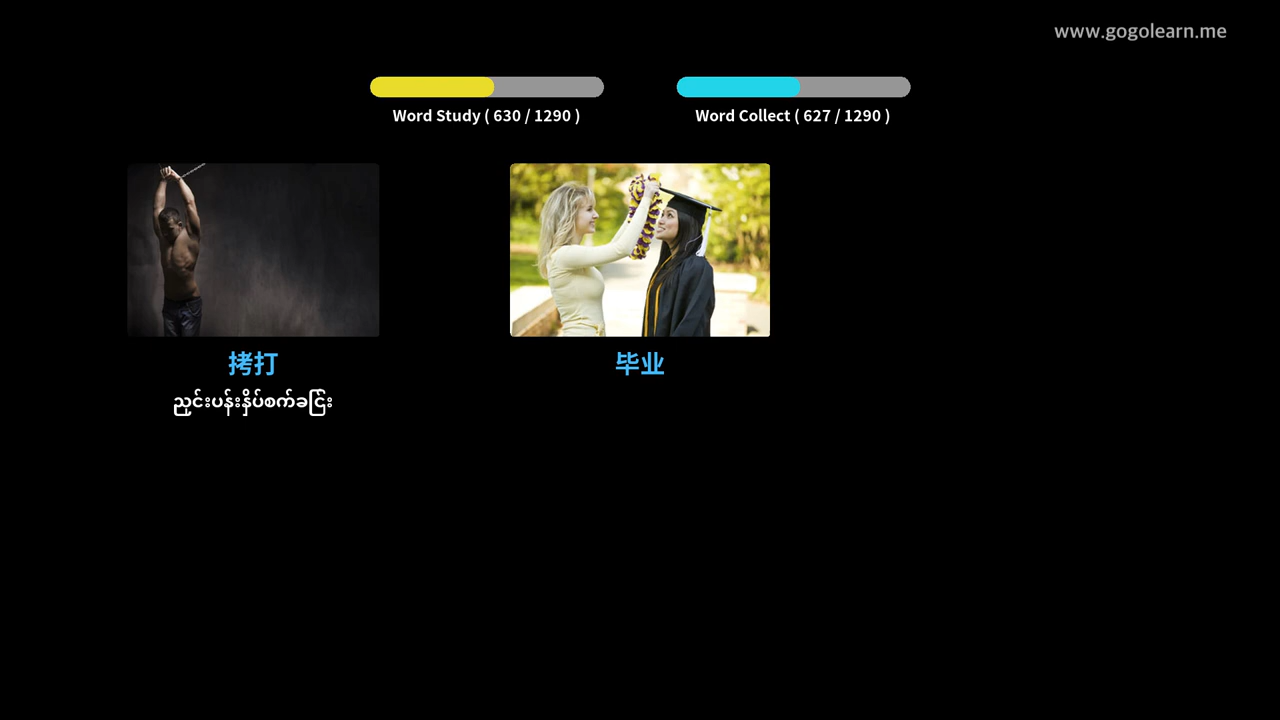 www.gogolearn.me
Word Study ( 630 / 1290 )
Word Collect ( 627 / 1290 )
拷打
毕业
ညှင်းပန်းနှိပ်စက်ခြင်း